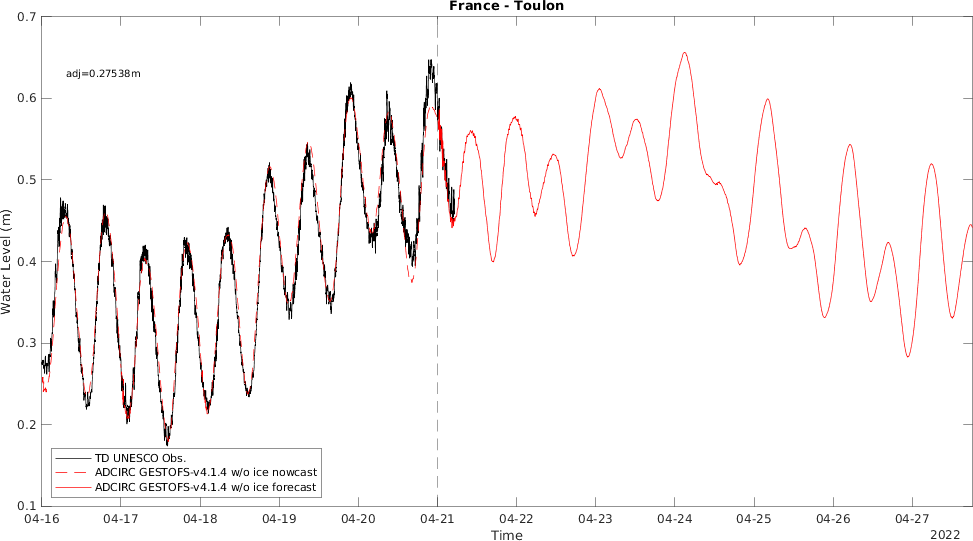 France - Toulon
adj=0.27538m
0.7
0.6
0.5
0.4
0.3
0.2
0.1
Water Level (m)
TD UNESCO Obs.
ADCIRC GESTOFS-v4.1.4 w/o ice nowcast
ADCIRC GESTOFS-v4.1.4 w/o ice forecast
04-16 04-17 04-18 04-19 04-20 04-21 04-22 04-23 04-24 04-25 04-26 04-27
Time
2022